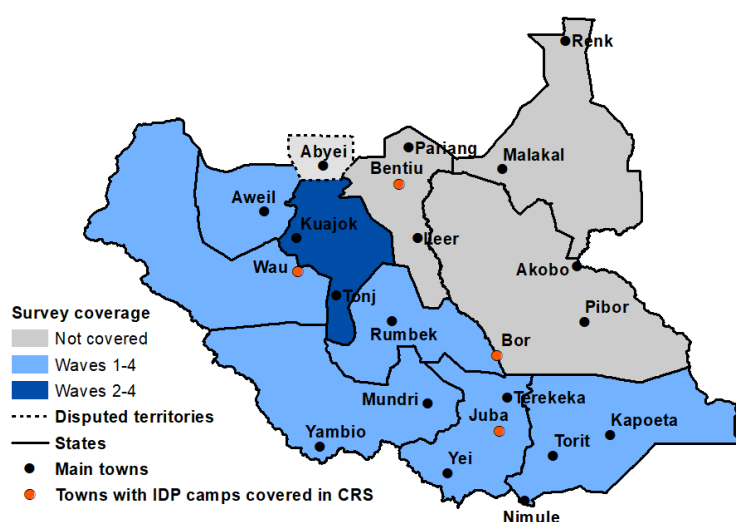 Renk
Pariang
Abyei
Malakal
Bentiu
Aweil
Kuajok
Leer
Wau
Akobo
Tonj
Survey coverage
Pibor
Not covered
Rumbek
Bor
Waves 1-4
Waves 2-4
Disputed territories
Mundri
Terekeka
Juba
Kapoeta
States
Yambio
Torit
Main towns
Yei
Towns with IDP camps covered in CRS
Nimule